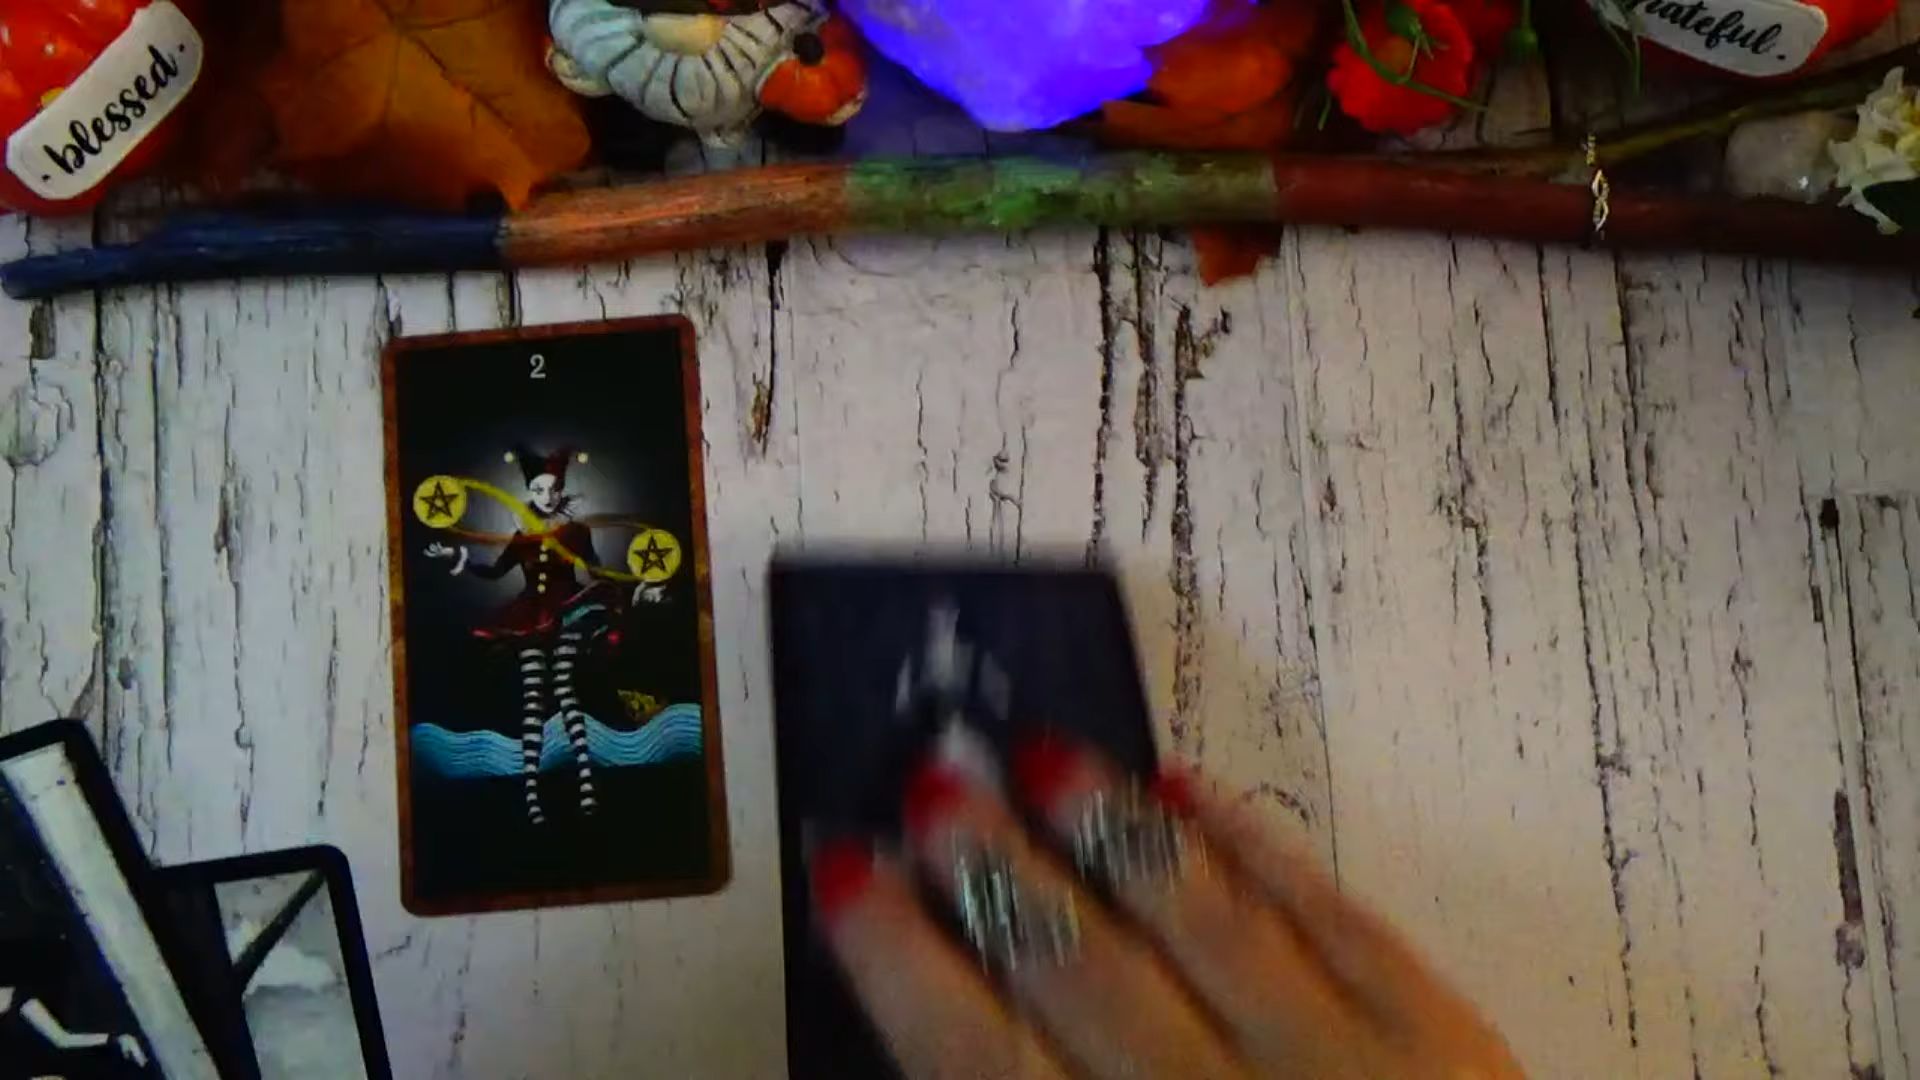 · blessed ·
grateful ·
2